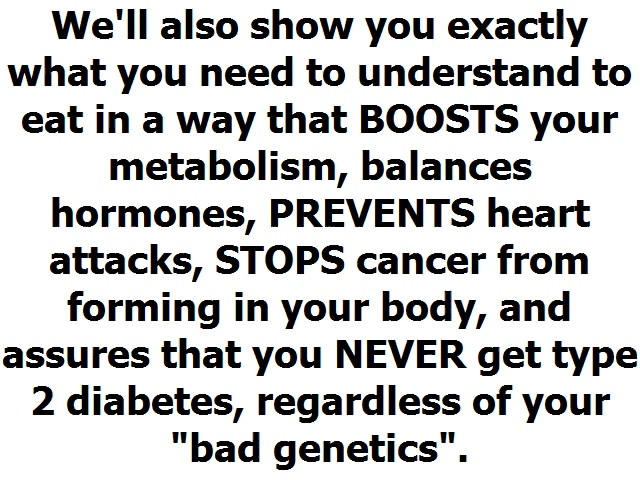 We'll also show you exactly
what you need to understand to
eat in a way that BOOSTS your
metabolism, balances
hormones, PREVENTS heart
attacks, STOPS cancer from
forming in your body, and
assures that you NEVER get type
2 diabetes, regardless of your
"bad genetics".